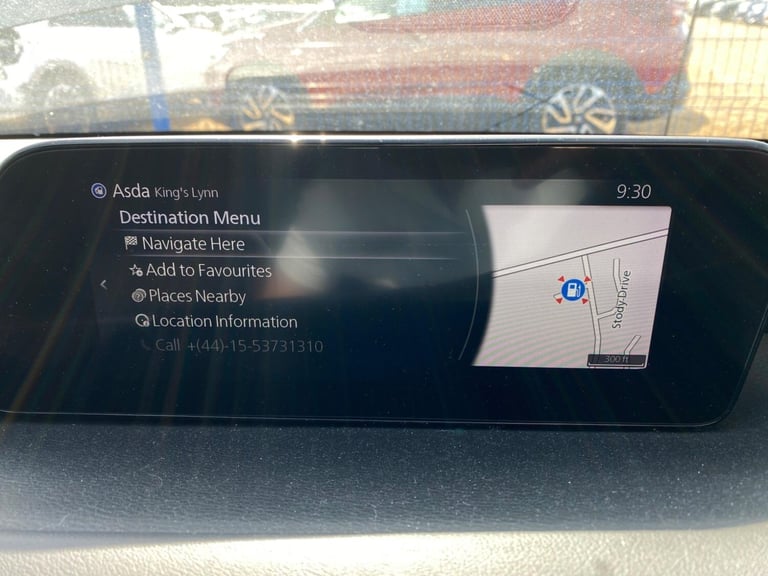 Asda King's Lynn
9:30
Destination Menu
Navigate Here
Add to Favourites
Places Nearby
Location Information
Call +(44)-15-53731310
Stody Drive
300 ft